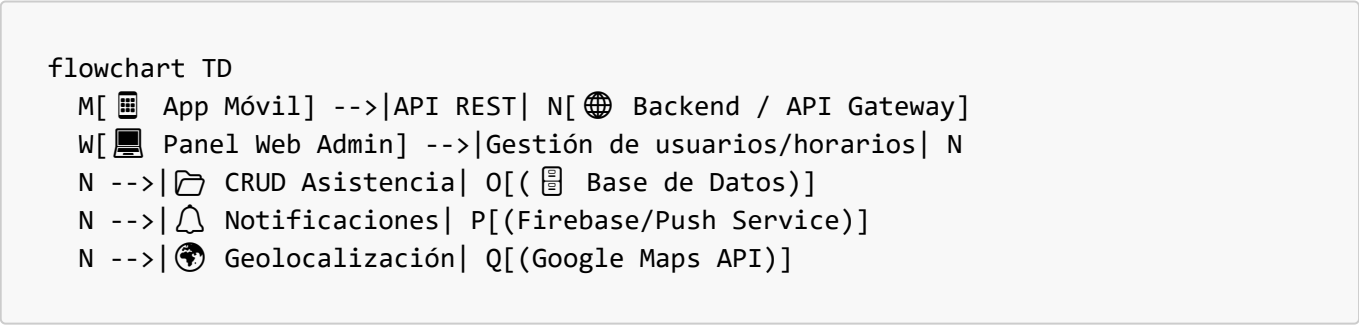 flowchart TD
M[📱 App Móvil] -->|API REST| N[🌐 Backend / API Gateway]
W[💻 Panel Web Admin] -->|Gestión de usuarios/horarios| N
N -->|📂 CRUD Asistencia| O[(🗄 Base de Datos)]
N -->|🔔 Notificaciones| P[(Firebase/Push Service)]
N -->|🌍 Geolocalización| Q[(Google Maps API)]